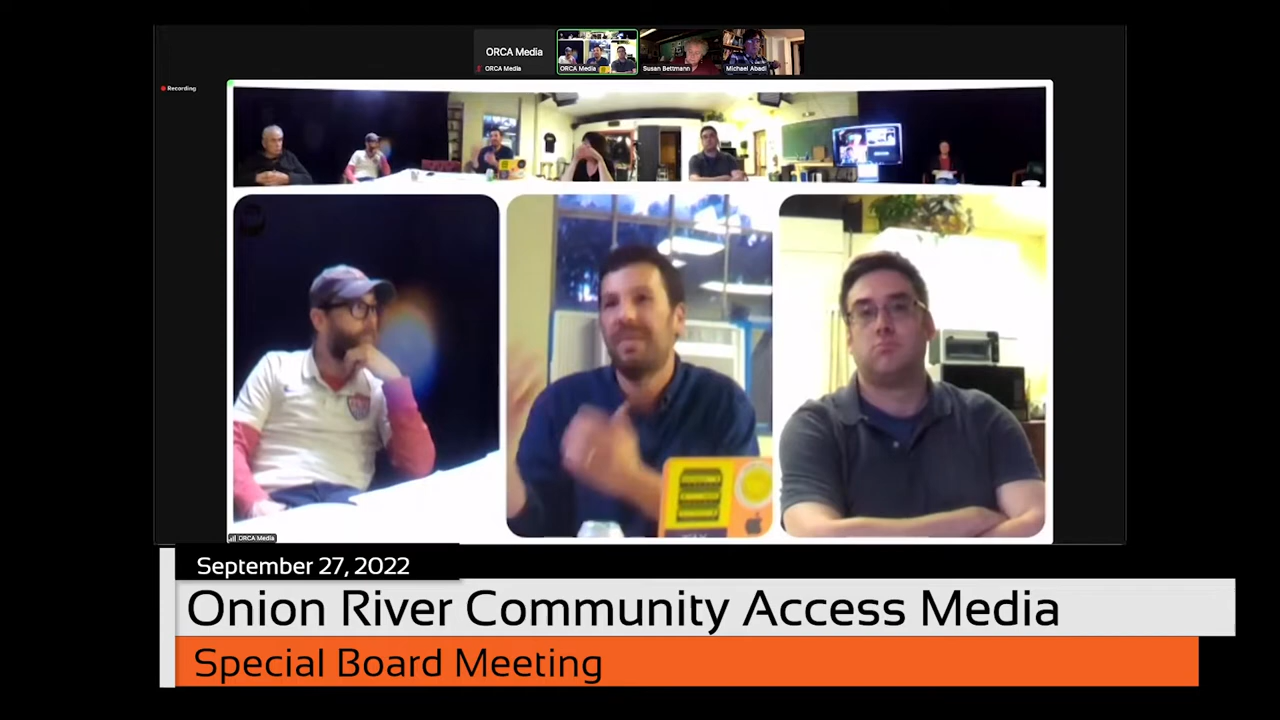 ORCA Media
ORCA Media
ORCA Media
Susan Bettmann
Michael Abadi
Recording
ORCA Media
September 27, 2022
Onion River Community Access Media
Special Board Meeting